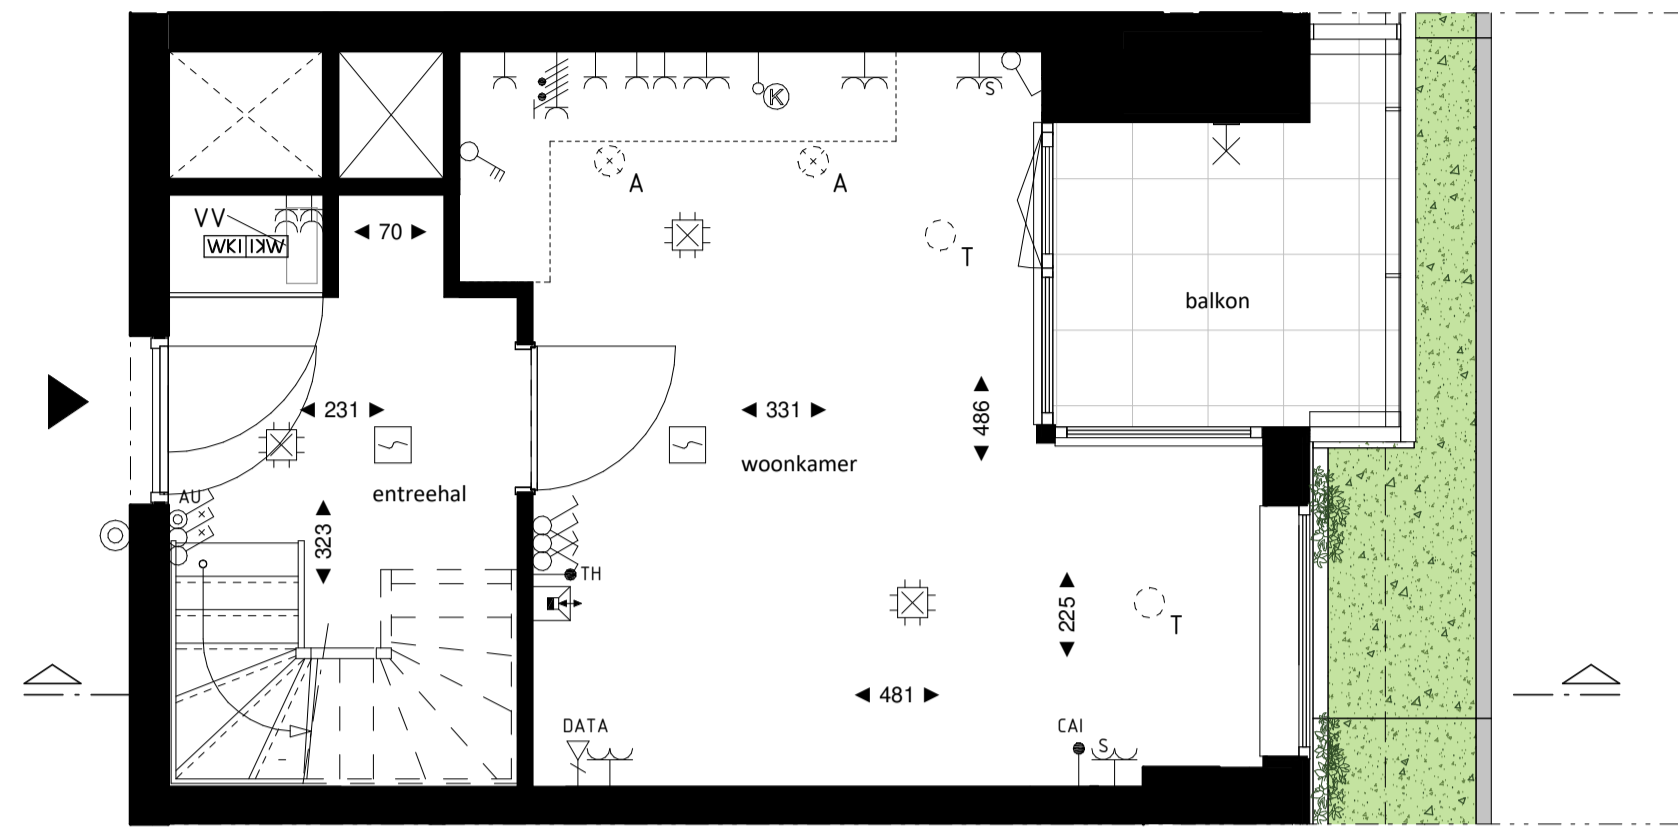 S
K
A
A
VV
WKI WKI
70
T
balkon
231
331
486
woonkamer
entreehal
AU
323
TH
225
T
481
DATA
CAI
S